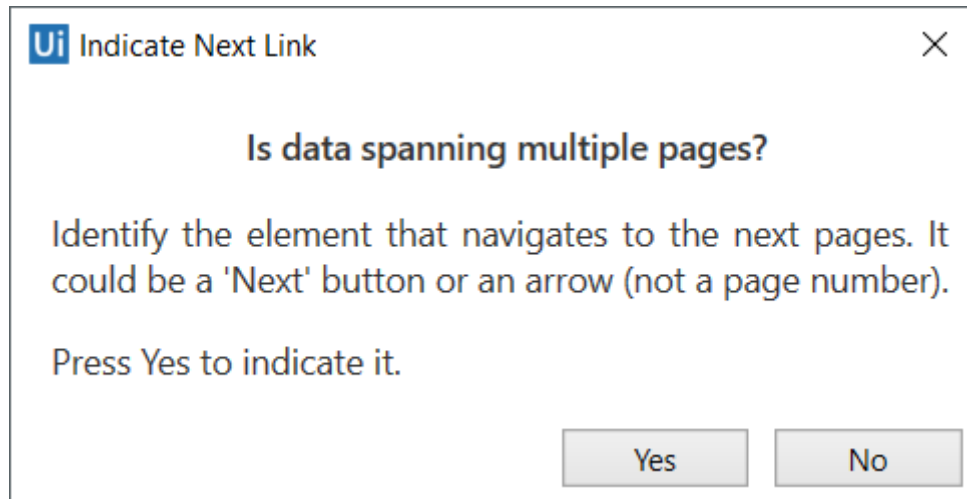 Ui Indicate Next Link
Is data spanning multiple pages?
Identify the element that navigates to the next pages. It
could be a 'Next' button or an arrow (not a page number).
Press Yes to indicate it.
Yes No